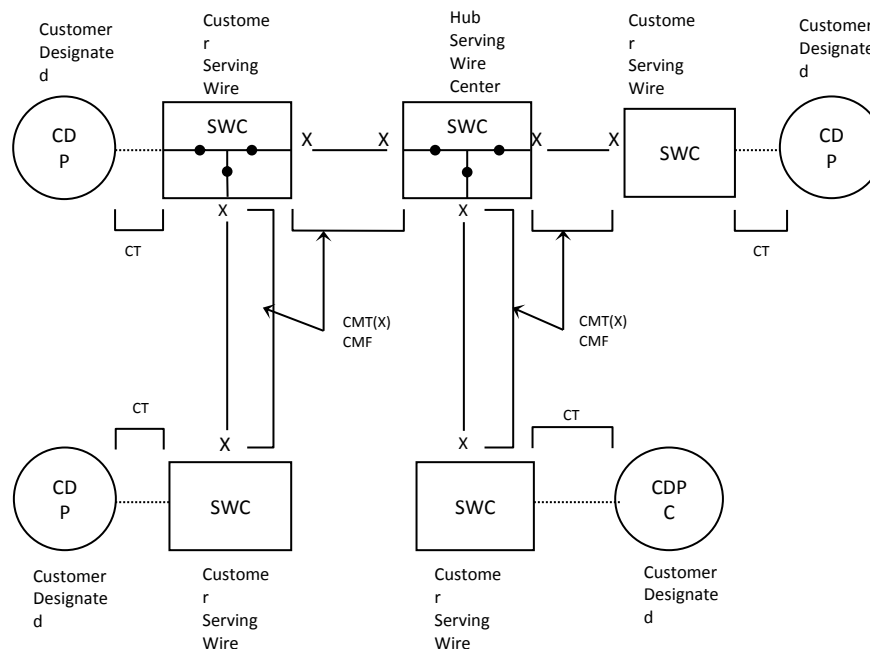 Customer
Designate
d
Custome
r
Serving
Wire
Hub
Serving
Wire
Center
Custome
r
Serving
Wire
Customer
Designate
d
CD
P
SWC
X
X
SWC
X
X
SWC
CD
P
CT
X
X
CT
CMT(X)
CMF
CMT(X)
CMF
CT
X
X
CT
CD
P
SWC
SWC
CDP
C
Customer
Designate
d
Custome
r
Serving
Wire
Custome
r
Serving
Wire
Customer
Designate
d